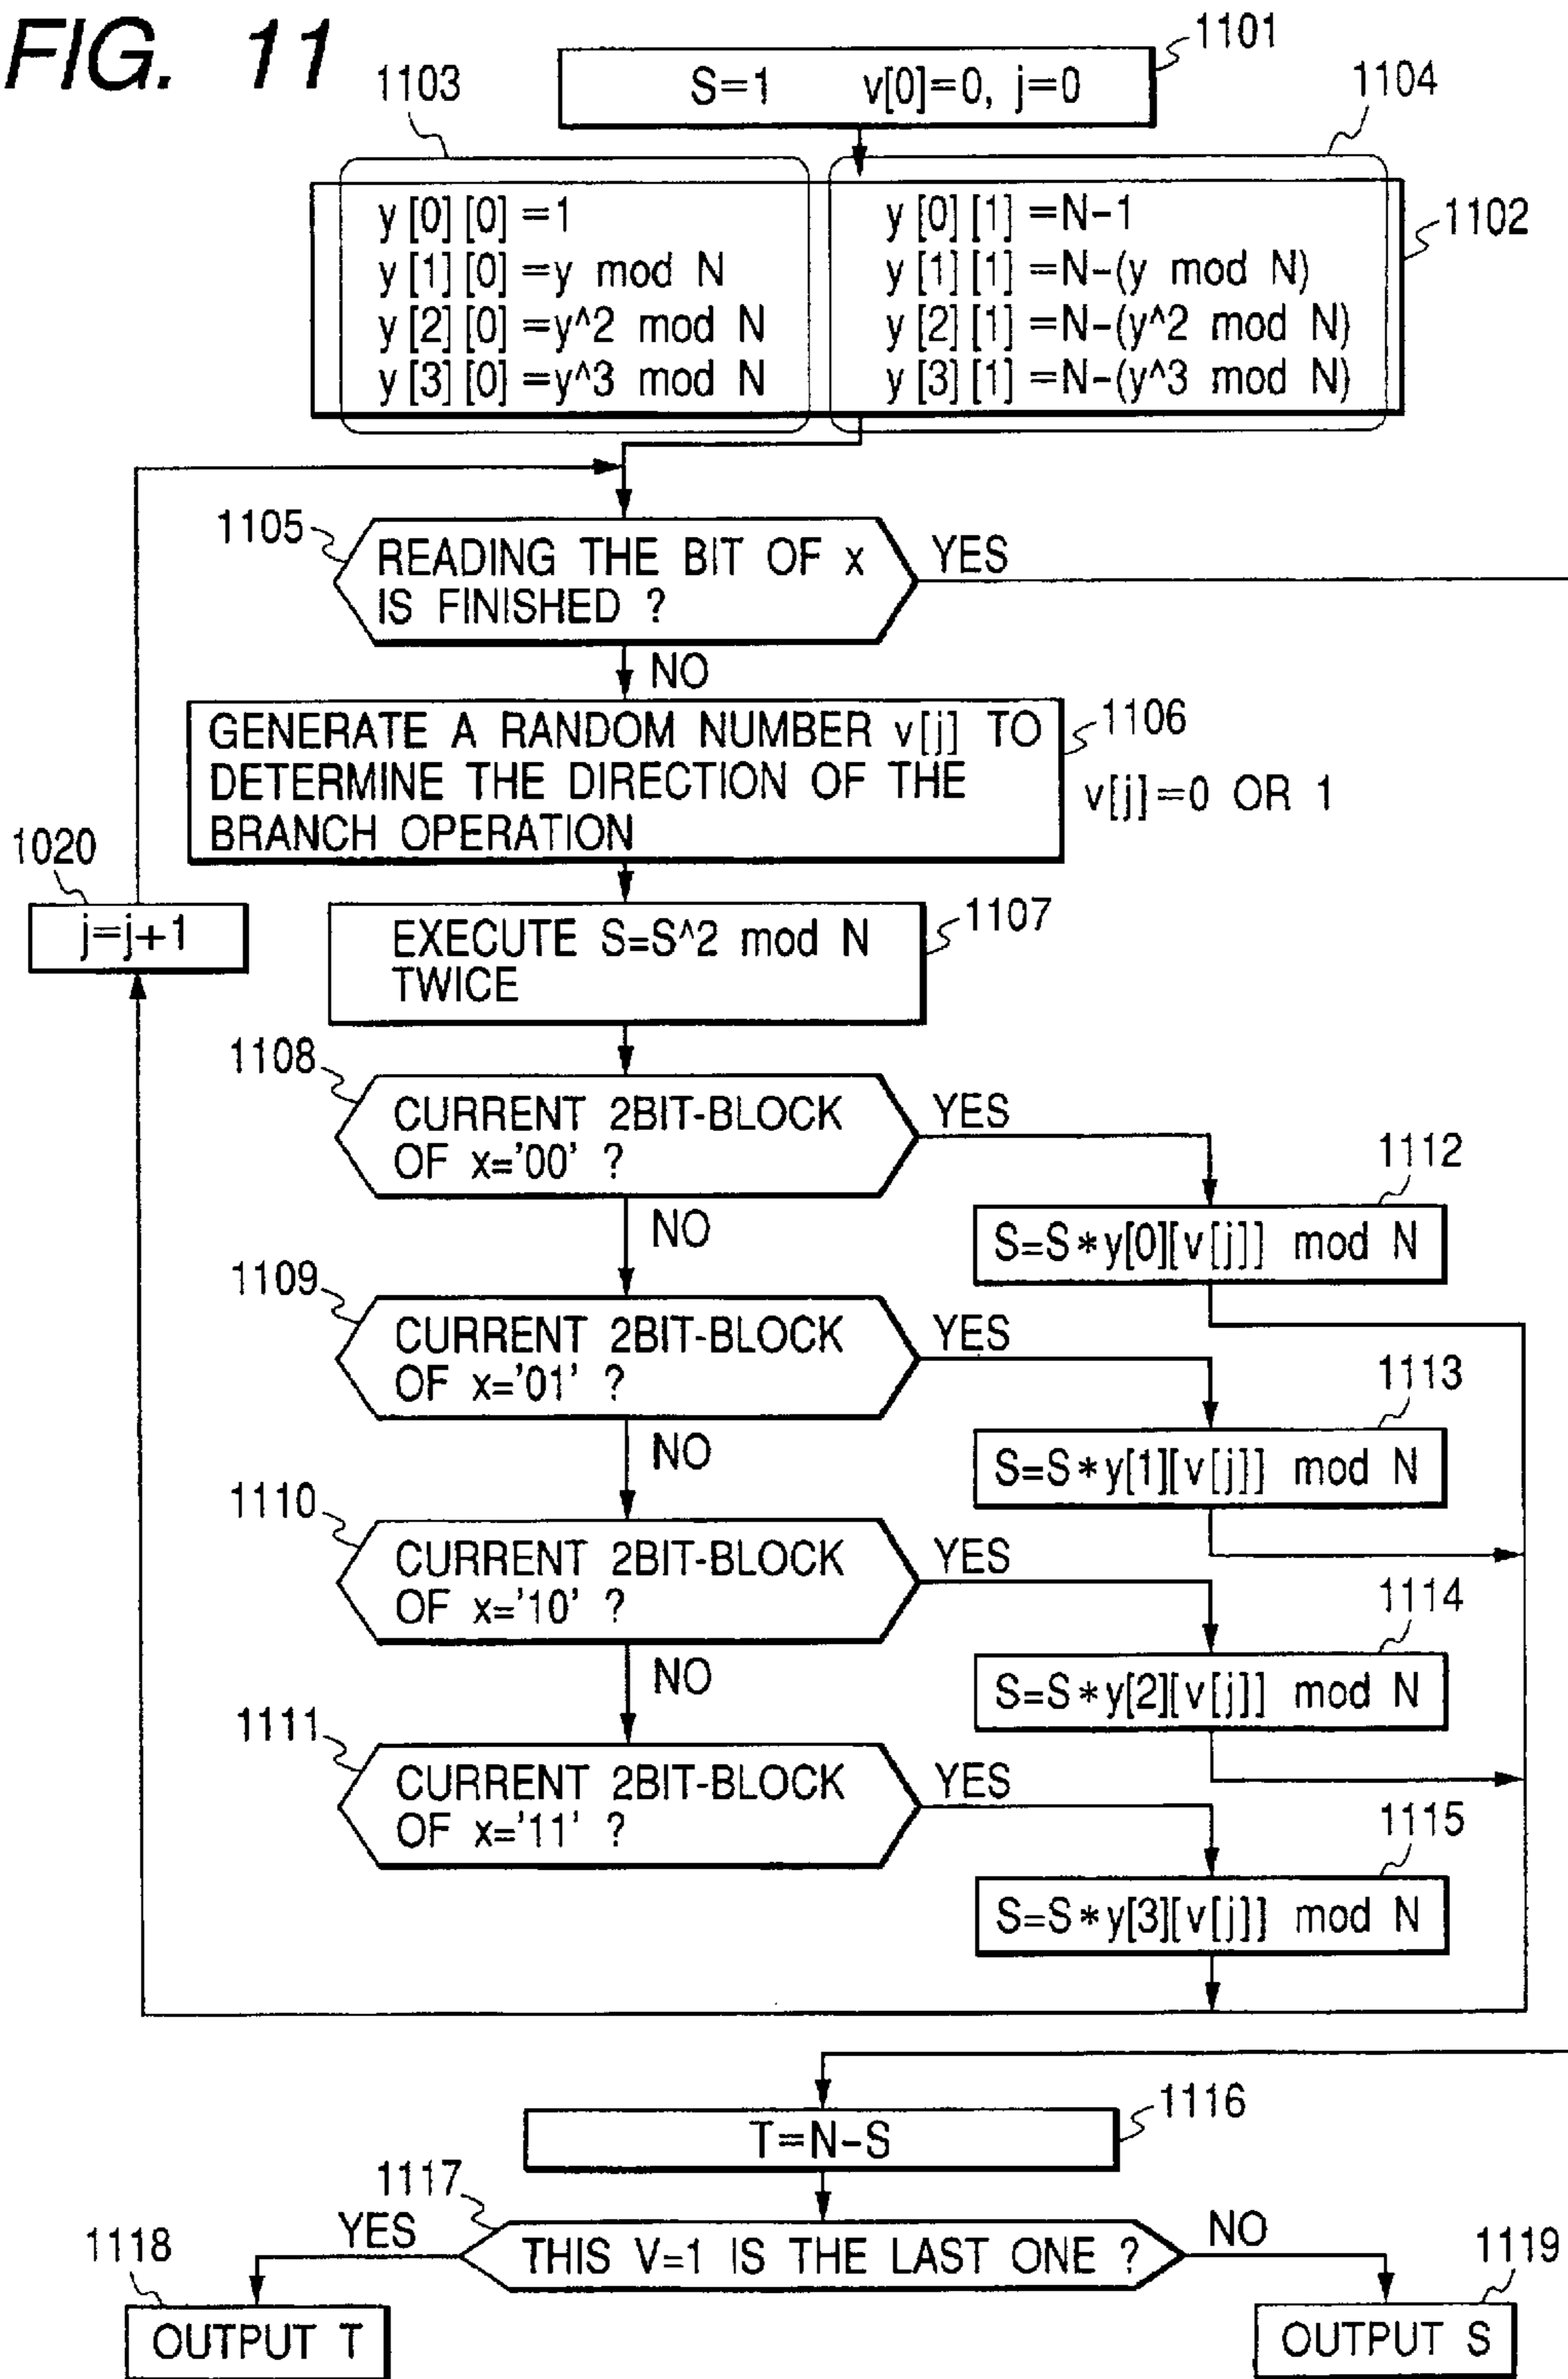 FIG. 11
1101
S=1 v[0]=0, j=0
1103
1104
y[0][0]=1
y[1][0]=y mod N
y[2][0]=y^2 mod N
y[3][0]=y^3 mod N
y[0][1]=N-1
y[1][1]=N-(y mod N)
y[2][1]=N-(y^2 mod N)
y[3][1]=N-(y^3 mod N)
1102
1105
READING THE BIT OF x
IS FINISHED ?
YES
NO
GENERATE A RANDOM NUMBER v[j] TO
DETERMINE THE DIRECTION OF THE
BRANCH OPERATION
1106
v[j]=0 OR 1
1020
j=j+1
EXECUTE S=S^2 mod N
TWICE
1107
1108
CURRENT 2BIT-BLOCK
OF x='00' ?
YES
NO
1112
S=S*y[0][v[j]] mod N
1109
CURRENT 2BIT-BLOCK
OF x='01' ?
YES
NO
1113
S=S*y[1][v[j]] mod N
1110
CURRENT 2BIT-BLOCK
OF x='10' ?
YES
NO
1114
S=S*y[2][v[j]] mod N
1111
CURRENT 2BIT-BLOCK
OF x='11' ?
YES
1115
S=S*y[3][v[j]] mod N
T=N-S
1116
1117
THIS V=1 IS THE LAST ONE ?
YES
NO
1118
OUTPUT T
1119
OUTPUT S